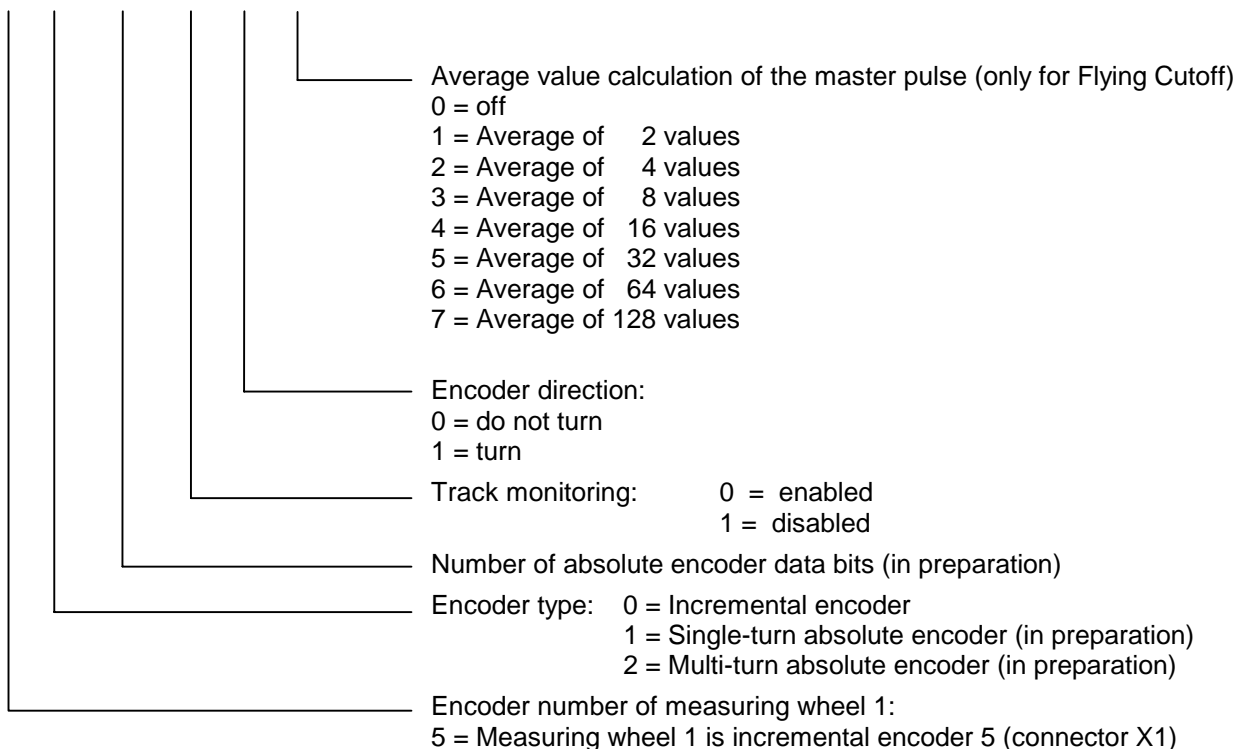 Average value calculation of the master pulse (only for Flying Cutoff)
0 = off
1 = Average of 2 values
2 = Average of 4 values
3 = Average of 8 values
4 = Average of 16 values
5 = Average of 32 values
6 = Average of 64 values
7 = Average of 128 values
Encoder direction:
0 = do not turn
1 = turn
Track monitoring: 0 = enabled
1 = disabled
Number of absolute encoder data bits (in preparation)
Encoder type: 0 = Incremental encoder
1 = Single-turn absolute encoder (in preparation)
2 = Multi-turn absolute encoder (in preparation)
Encoder number of measuring wheel 1:
5 = Measuring wheel 1 is incremental encoder 5 (connector X1)